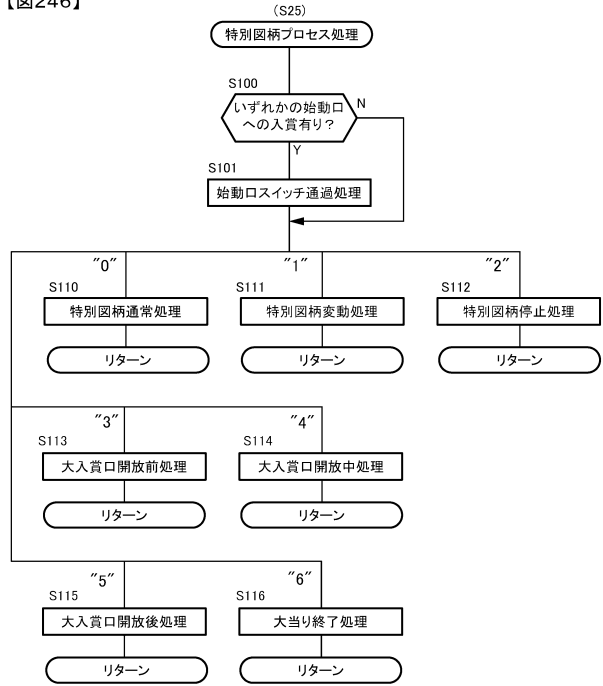 【図246】
(S25)
特別図柄プロセス処理
S100
いずれかの始動口
への入賞有り?
N
Y
S101
始動口スイッチ通過処理
"0"
"1"
"2"
S110
S111
S112
特別図柄通常処理
特別図柄変動処理
特別図柄停止処理
リターン
リターン
リターン
"3"
"4"
S113
S114
大入賞口開放前処理
大入賞口開放中処理
リターン
リターン
"5"
"6"
S115
S116
大入賞口開放後処理
大当り終了処理
リターン
リターン